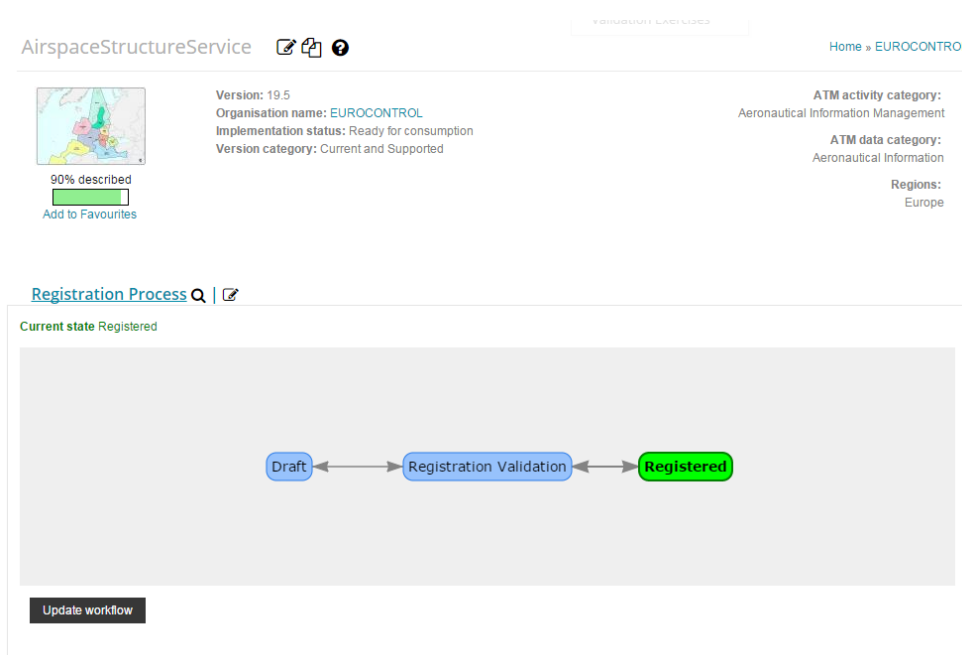 Validation Exercises
AirspaceStructureService
Home » EUROCONTRO
Version: 19.5
Organisation name: EUROCONTROL
Implementation status: Ready for consumption
Version category: Current and Supported
90% described
Add to Favourites
ATM activity category:
Aeronautical Information Management
ATM data category:
Aeronautical Information
Regions:
Europe
Registration Process |
Current state Registered
Draft
Registration Validation
Registered
Update workflow